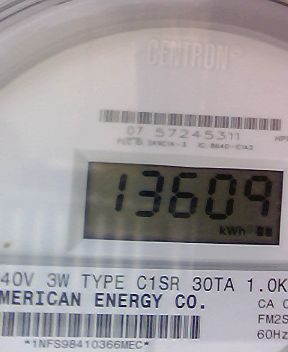 CENTRON
07 57245311
13609
kWh
40V 3W TYPE C1SR 30TA 1.0K
MERICAN ENERGY CO.
CA 0
FM2S
60Hz
*1NFS98410366MEC*